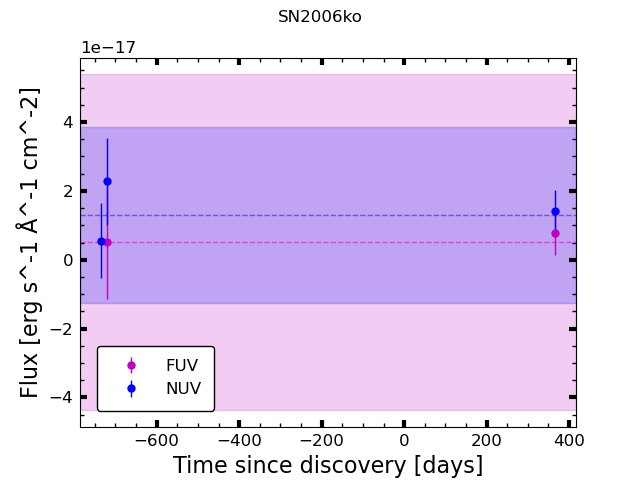 SN2006ko
1e−17
4
2
0
−2
−4
Flux [erg s^-1 Å^-1 cm^-2]
FUV
NUV
−600 −400 −200 0 200 400
Time since discovery [days]